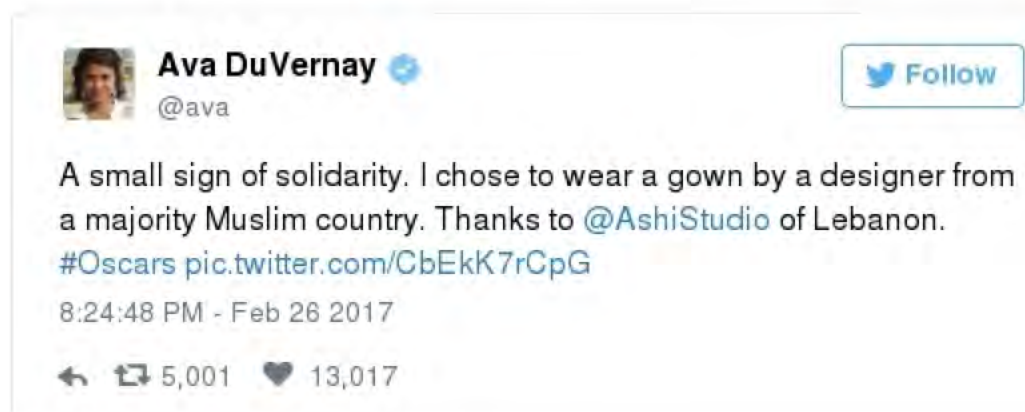 Ava DuVernay
Follow
@ava
A small sign of solidarity. I chose to wear a gown by a designer from
a majority Muslim country. Thanks to @AshiStudio of Lebanon.
#Oscars pic.twitter.com/CbEkK7rCpG
8:24:48 PM - Feb 26 2017
5,001 13,017